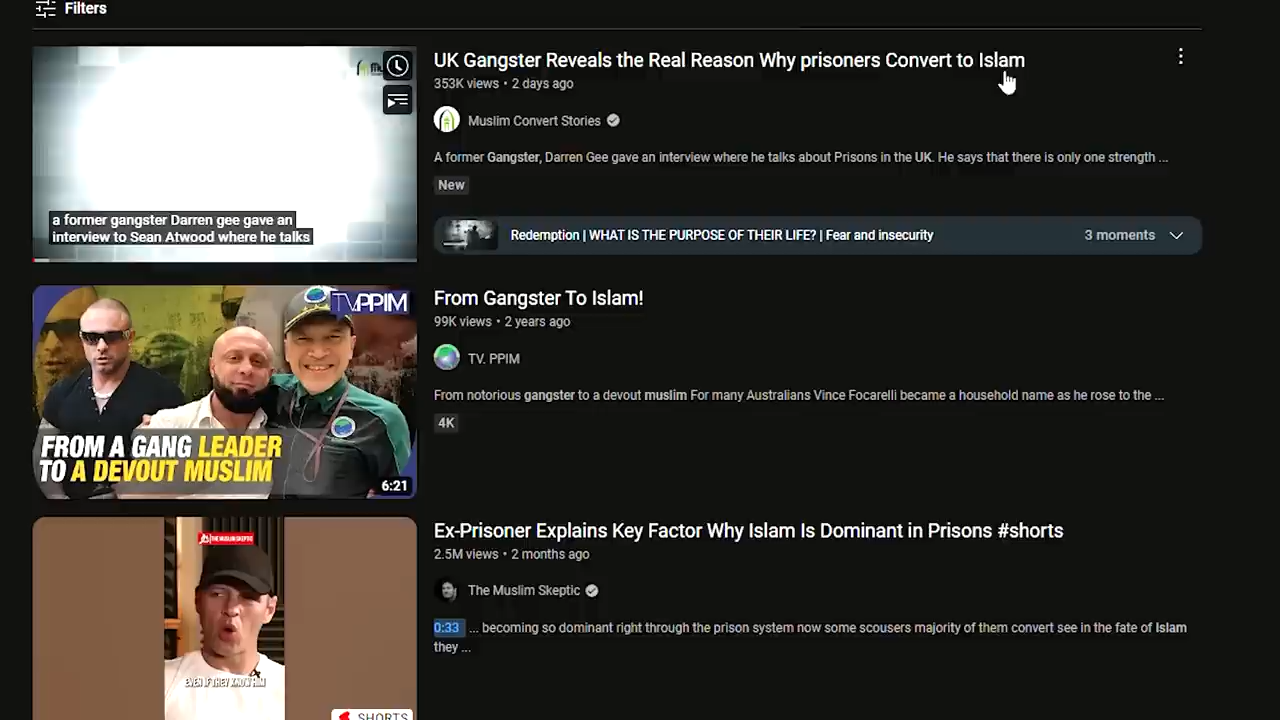 Filters
UK Gangster Reveals the Real Reason Why prisoners Convert to Islam
353K views • 2 days ago
Muslim Convert Stories
A former Gangster, Darren Gee gave an interview where he talks about Prisons in the UK. He says that there is only one strength ...
New
a former gangster Darren gee gave an
interview to Sean Atwood where he talks
Redemption | WHAT IS THE PURPOSE OF THEIR LIFE? | Fear and insecurity
3 moments
TV.PPIM
FROM A GANG LEADER
TO A DEVOUT MUSLIM
6:21
From Gangster To Islam!
99K views • 2 years ago
TV. PPIM
From notorious gangster to a devout muslim For many Australians Vince Focarelli became a household name as he rose to the ...
4K
THE MUSLIM SKEPTIC
EVEN IF THEY KNOW HIM
SHORTS
Ex-Prisoner Explains Key Factor Why Islam Is Dominant in Prisons #shorts
2.5M views • 2 months ago
The Muslim Skeptic
0:33 ... becoming so dominant right through the prison system now some scousers majority of them convert see in the fate of Islam
they ...